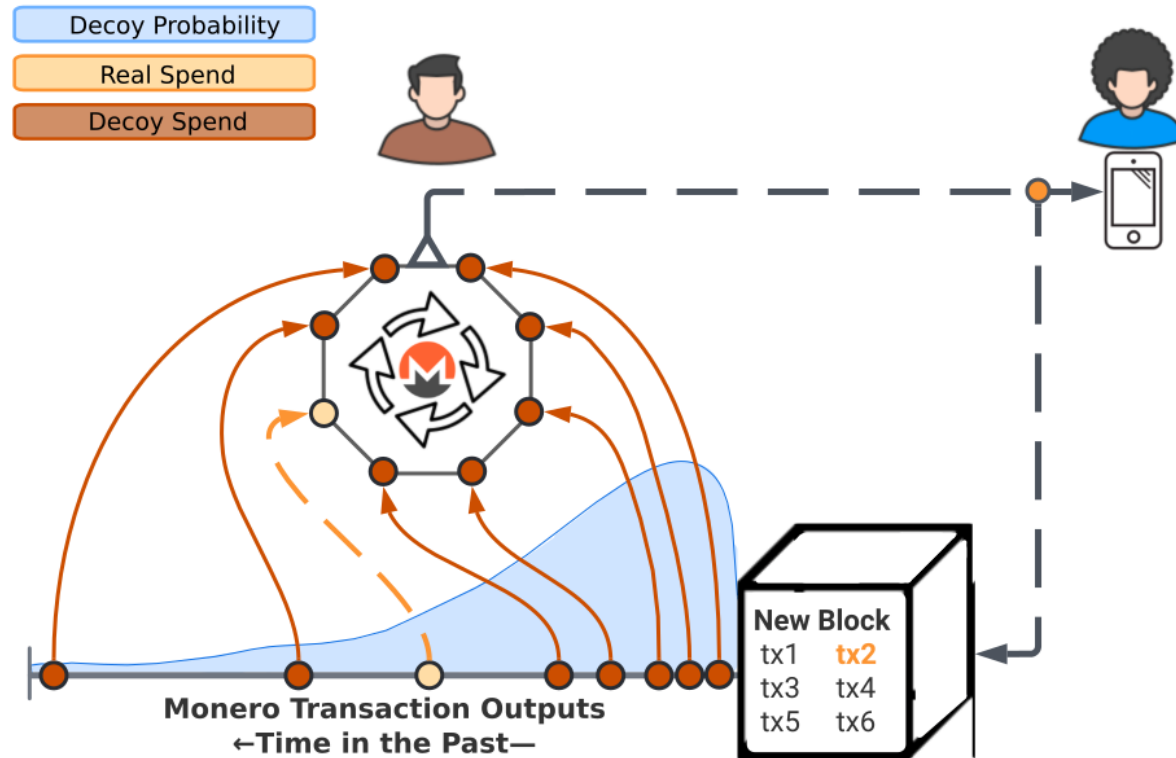 Decoy Probability
Real Spend
Decoy Spend
New Block
tx1 tx2
tx3 tx4
tx5 tx6
Monero Transaction Outputs
←Time in the Past—